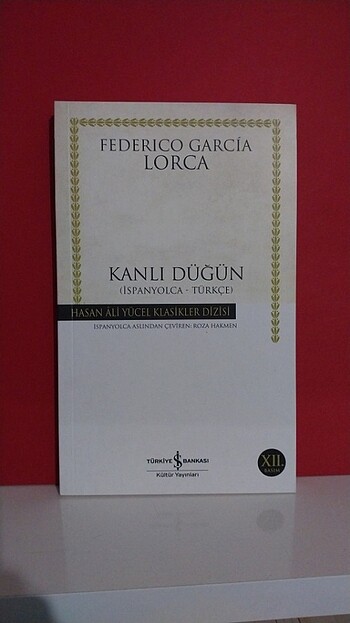 FEDERICO GARCÍA
LORCA
KANLI DÜĞÜN
(İSPANYOLCA - TÜRKÇE)
HASAN ÂLİ YÜCEL KLASİKLER DİZİSİ
İSPANYOLCA ASLINDAN ÇEVİREN: ROZA HAKMEN
TÜRKİYE İŞ BANKASI
Kültür Yayınları
XII.
BASIM